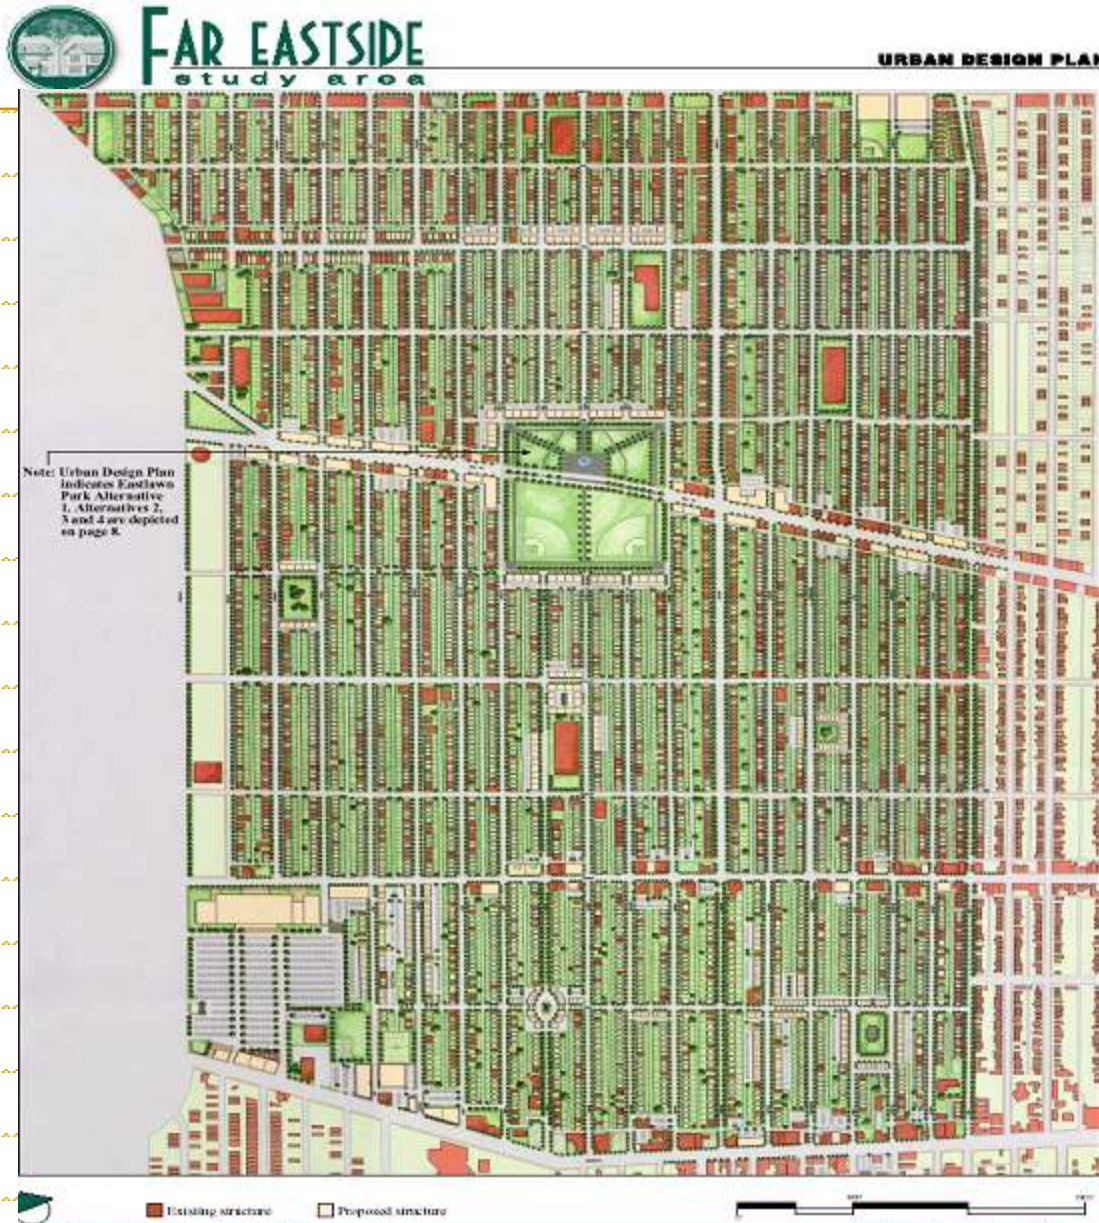 FAR EASTSIDE
study area
URBAN DESIGN PLAN
Note: Urban Design Plan
indicates Eastlawn
Park Alternative
1. Alternatives 2,
3 and 4 are depicted
on page 8.
Existing structure
Proposed structure